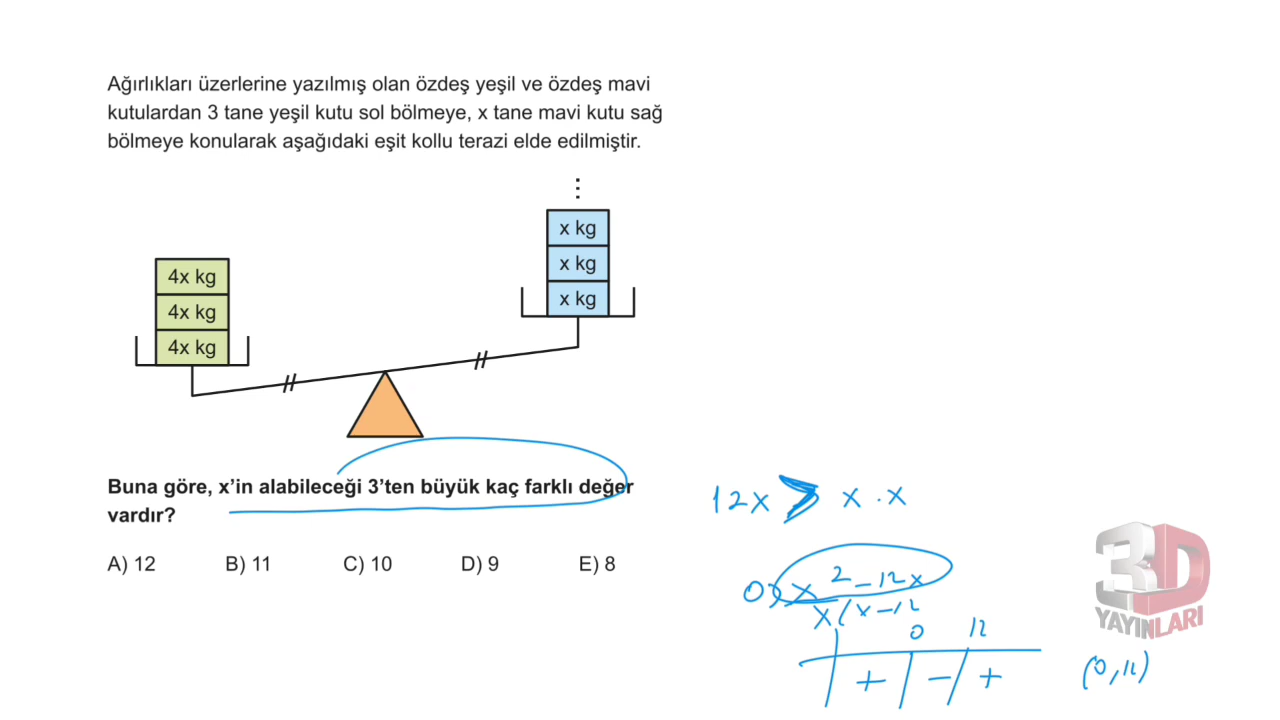 Ağırlıkları üzerlerine yazılmış olan özdeş yeşil ve özdeş mavi
kutulardan 3 tane yeşil kutu sol bölmeye, x tane mavi kutu sağ
bölmeye konularak aşağıdaki eşit kollu terazi elde edilmiştir.
⋮
x kg
x kg
x kg
4x kg
4x kg
4x kg
Buna göre, x'in alabileceği 3'ten büyük kaç farklı değer
vardır?
A) 12 B) 11 C) 10 D) 9 E) 8
12x > x . x
0 > x² - 12x
x(x-12
0 12
+ - +
3D
YAYINLARI